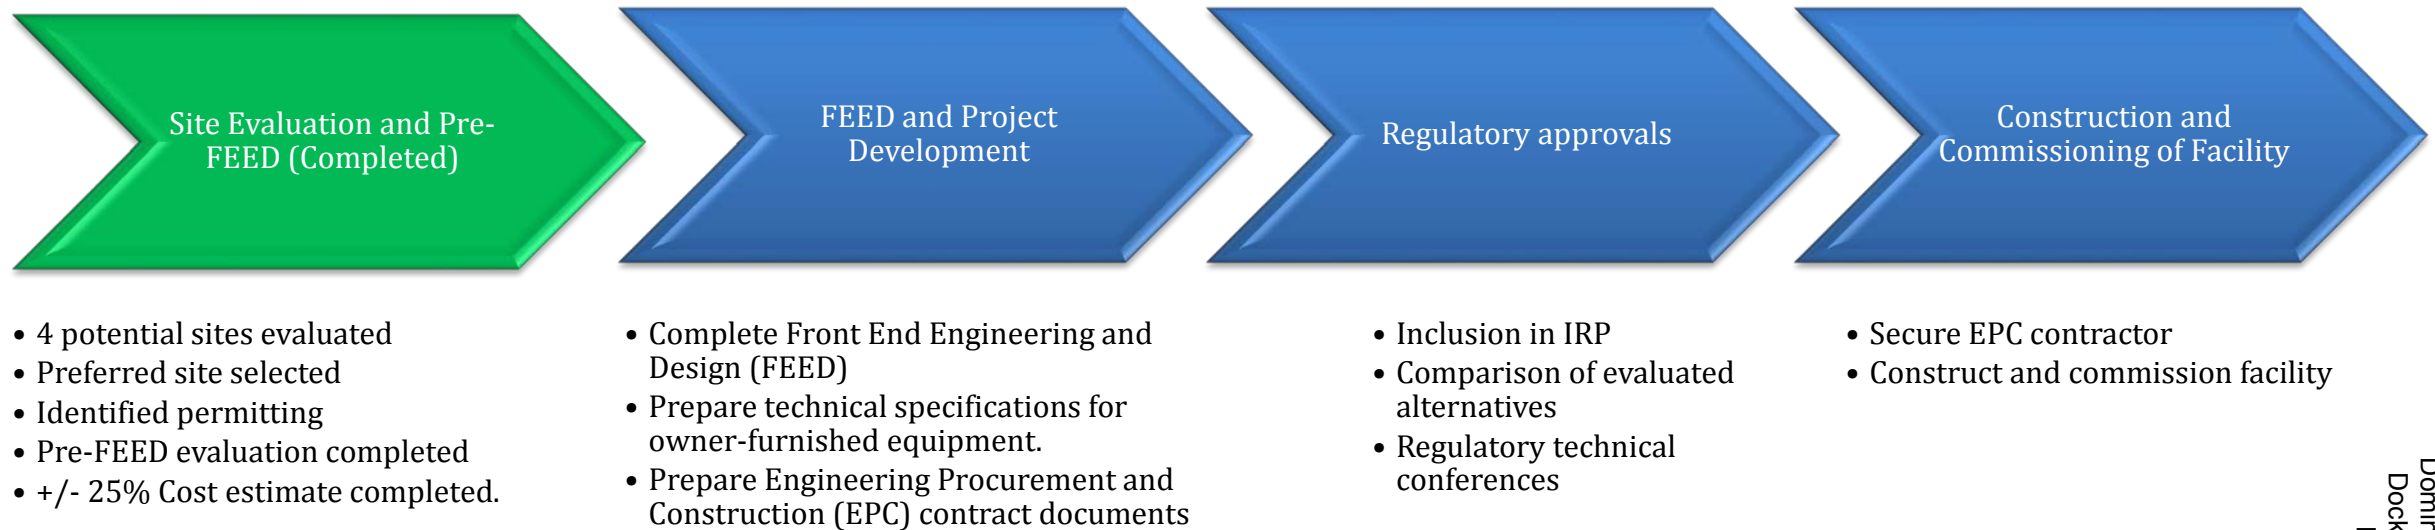 Site Evaluation and Pre-
FEED (Completed)
FEED and Project
Development
Regulatory approvals
Construction and
Commissioning of Facility
• 4 potential sites evaluated
• Preferred site selected
• Identified permitting
• Pre-FEED evaluation completed
• +/- 25% Cost estimate completed.
• Complete Front End Engineering and
Design (FEED)
• Prepare technical specifications for
owner-furnished equipment.
• Prepare Engineering Procurement and
Construction (EPC) contract documents
• Inclusion in IRP
• Comparison of evaluated
alternatives
• Regulatory technical
conferences
• Secure EPC contractor
• Construct and commission facility